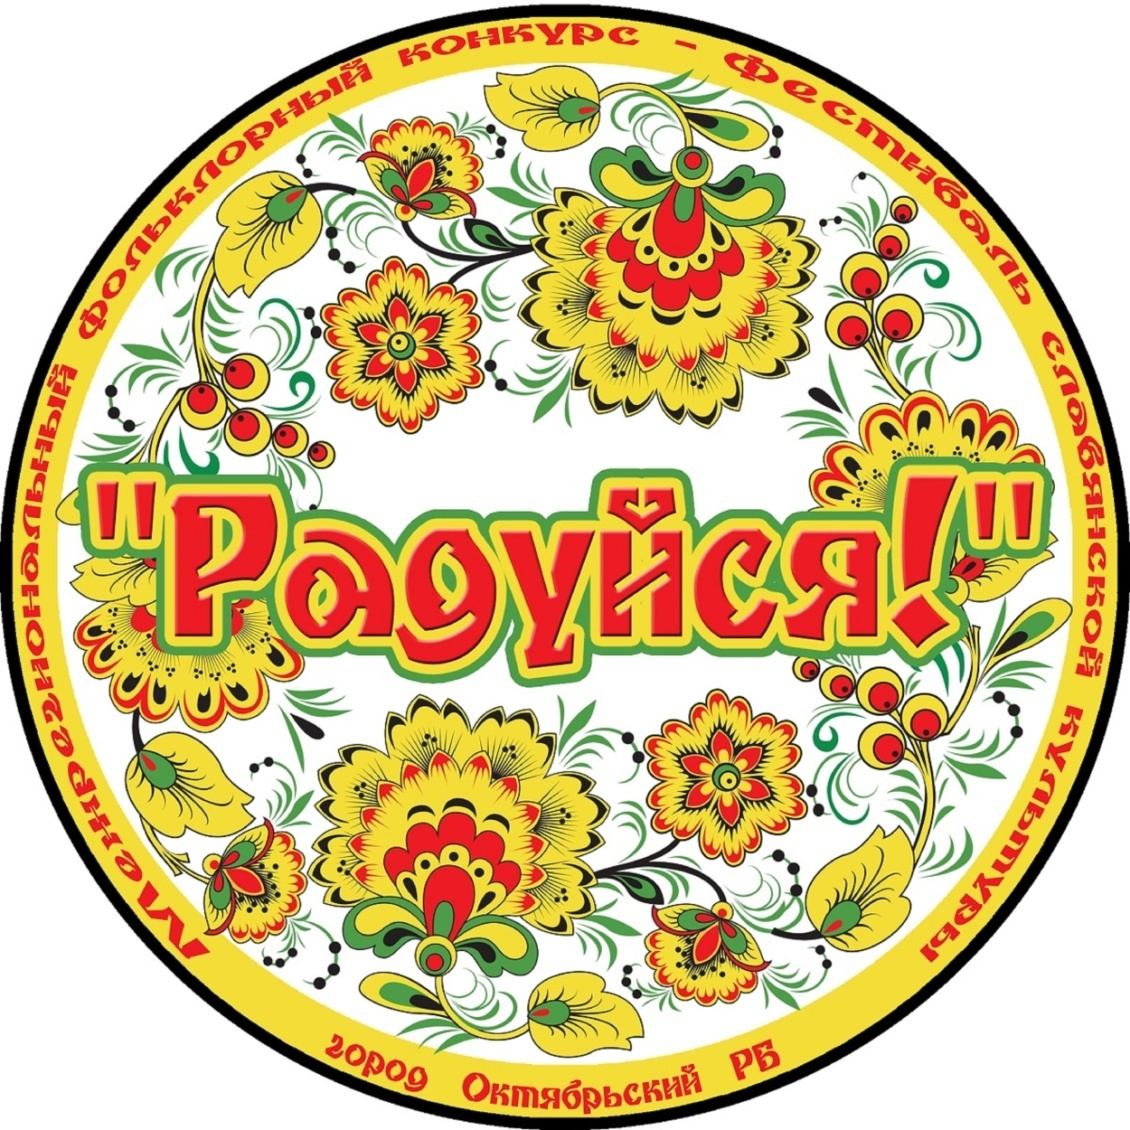 Межрегиональный фольклорный конкурс - фестиваль славянской культуры
"Радуйся!"
город Октябрьский РБ